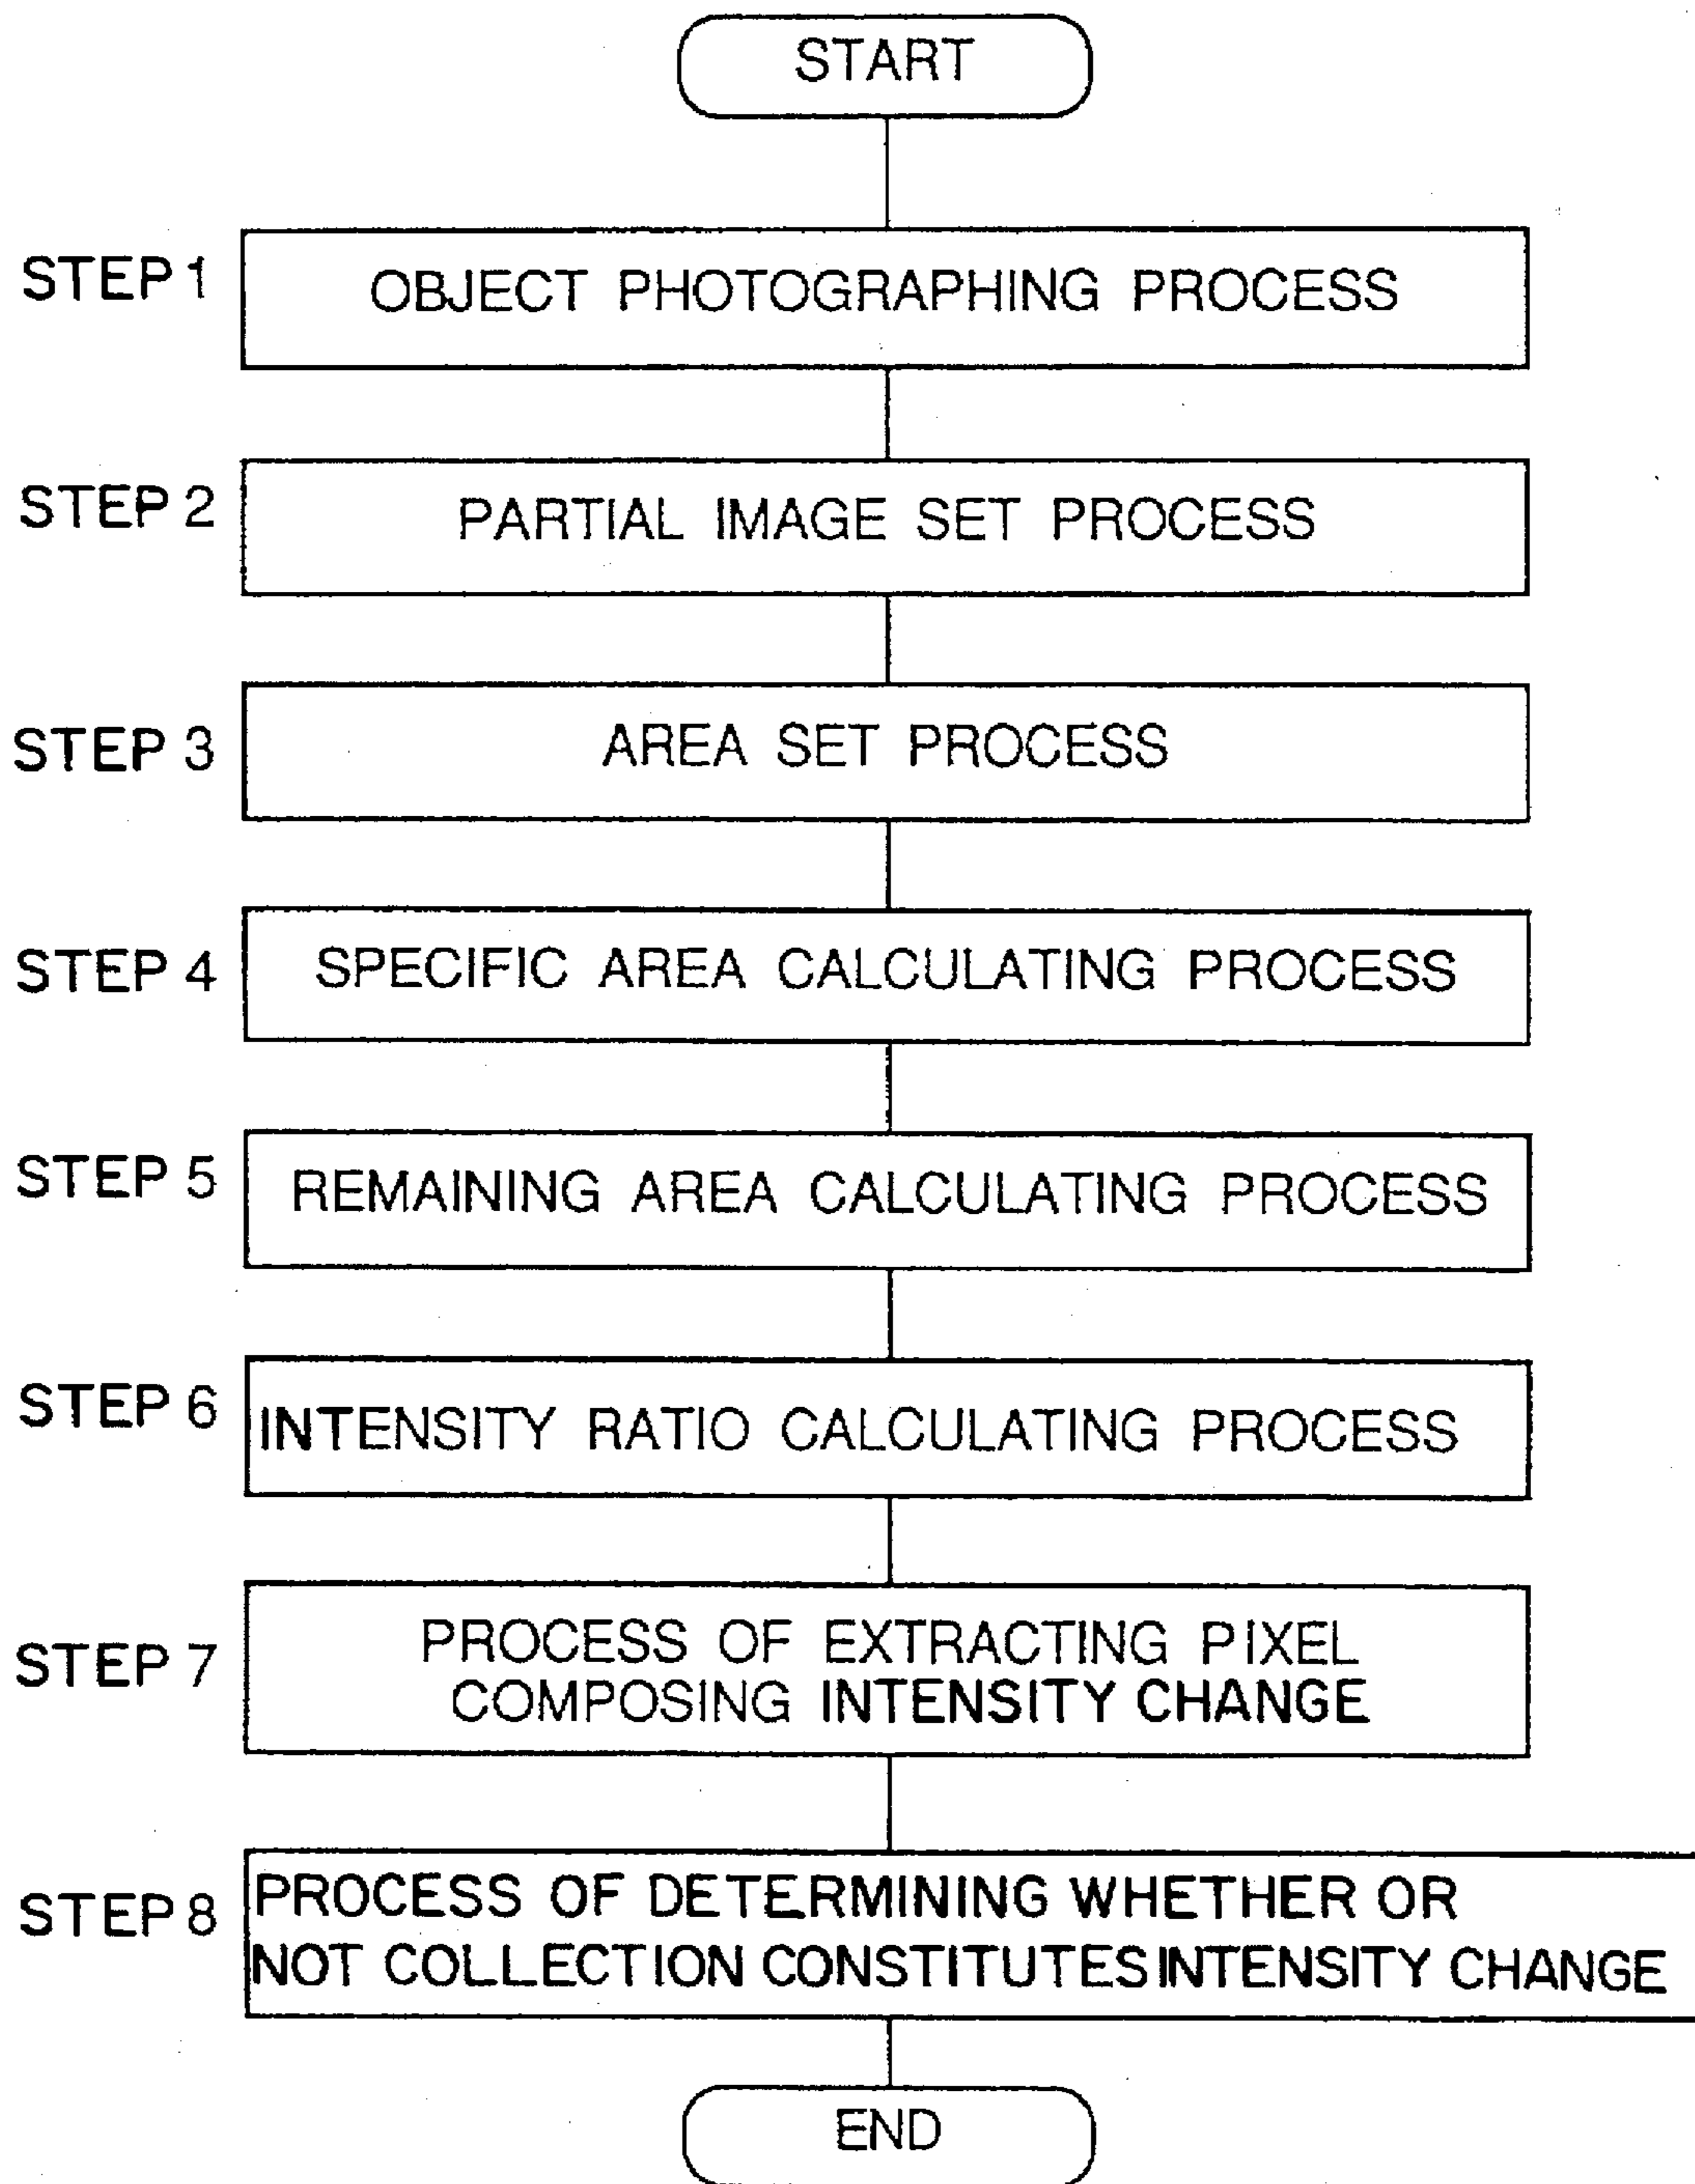 START
STEP 1
OBJECT PHOTOGRAPHING PROCESS
STEP 2
PARTIAL IMAGE SET PROCESS
STEP 3
AREA SET PROCESS
STEP 4
SPECIFIC AREA CALCULATING PROCESS
STEP 5
REMAINING AREA CALCULATING PROCESS
STEP 6
INTENSITY RATIO CALCULATING PROCESS
STEP 7
PROCESS OF EXTRACTING PIXEL
COMPOSING INTENSITY CHANGE
STEP 8
PROCESS OF DETERMINING WHETHER OR
NOT COLLECTION CONSTITUTES INTENSITY CHANGE
END